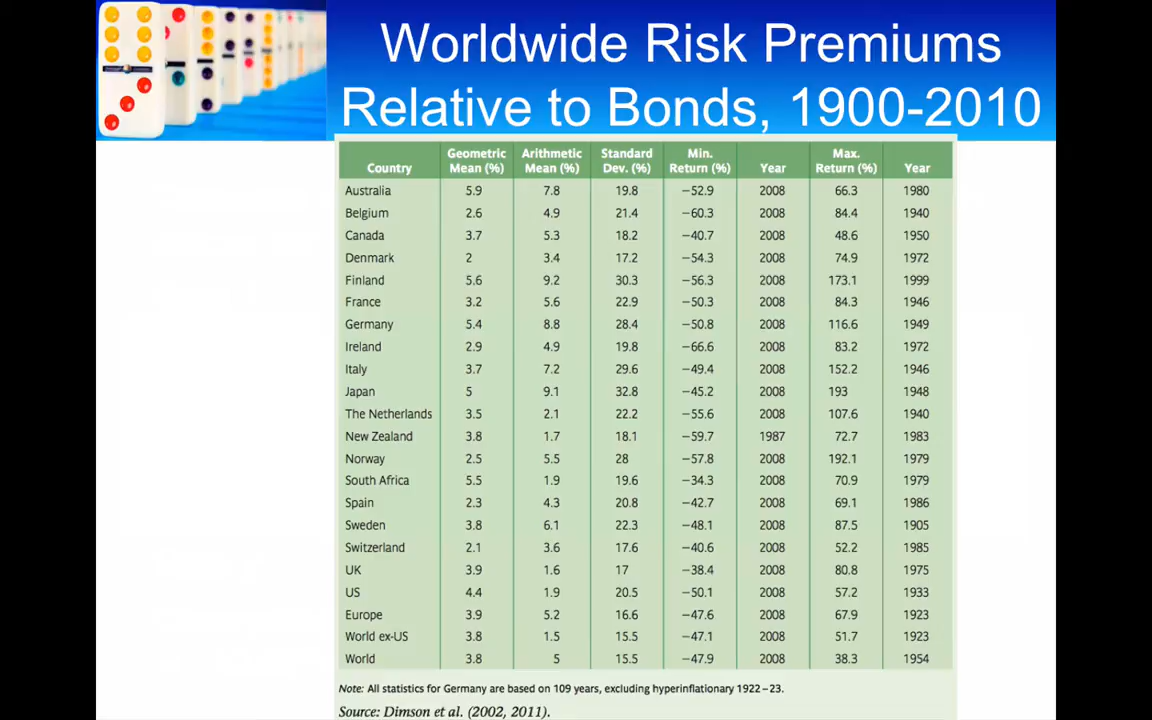 Worldwide Risk Premiums
Relative to Bonds, 1900-2010
Country Geometric Mean (%) Arithmetic Mean (%) Standard Dev. (%) Min. Return (%) Year Max. Return (%) Year
Australia 5.9 7.8 19.8 −52.9 2008 66.3 1980
Belgium 2.6 4.9 21.4 −60.3 2008 84.4 1940
Canada 3.7 5.3 18.2 −40.7 2008 48.6 1950
Denmark 2 3.4 17.2 −54.3 2008 74.9 1972
Finland 5.6 9.2 30.3 −56.3 2008 173.1 1999
France 3.2 5.6 22.9 −50.3 2008 84.3 1946
Germany 5.4 8.8 28.4 −50.8 2008 116.6 1949
Ireland 2.9 4.9 19.8 −66.6 2008 83.2 1972
Italy 3.7 7.2 29.6 −49.4 2008 152.2 1946
Japan 5 9.1 32.8 −45.2 2008 193 1948
The Netherlands 3.5 2.1 22.2 −55.6 2008 107.6 1940
New Zealand 3.8 1.7 18.1 −59.7 1987 72.7 1983
Norway 2.5 5.5 28 −57.8 2008 192.1 1979
South Africa 5.5 1.9 19.6 −34.3 2008 70.9 1979
Spain 2.3 4.3 20.8 −42.7 2008 69.1 1986
Sweden 3.8 6.1 22.3 −48.1 2008 87.5 1905
Switzerland 2.1 3.6 17.6 −40.6 2008 52.2 1985
UK 3.9 1.6 17 −38.4 2008 80.8 1975
US 4.4 1.9 20.5 −50.1 2008 57.2 1933
Europe 3.9 5.2 16.6 −47.6 2008 67.9 1923
World ex-US 3.8 1.5 15.5 −47.1 2008 51.7 1923
World 3.8 5 15.5 −47.9 2008 38.3 1954
Note: All statistics for Germany are based on 109 years, excluding hyperinflationary 1922–23.
Source: Dimson et al. (2002, 2011).